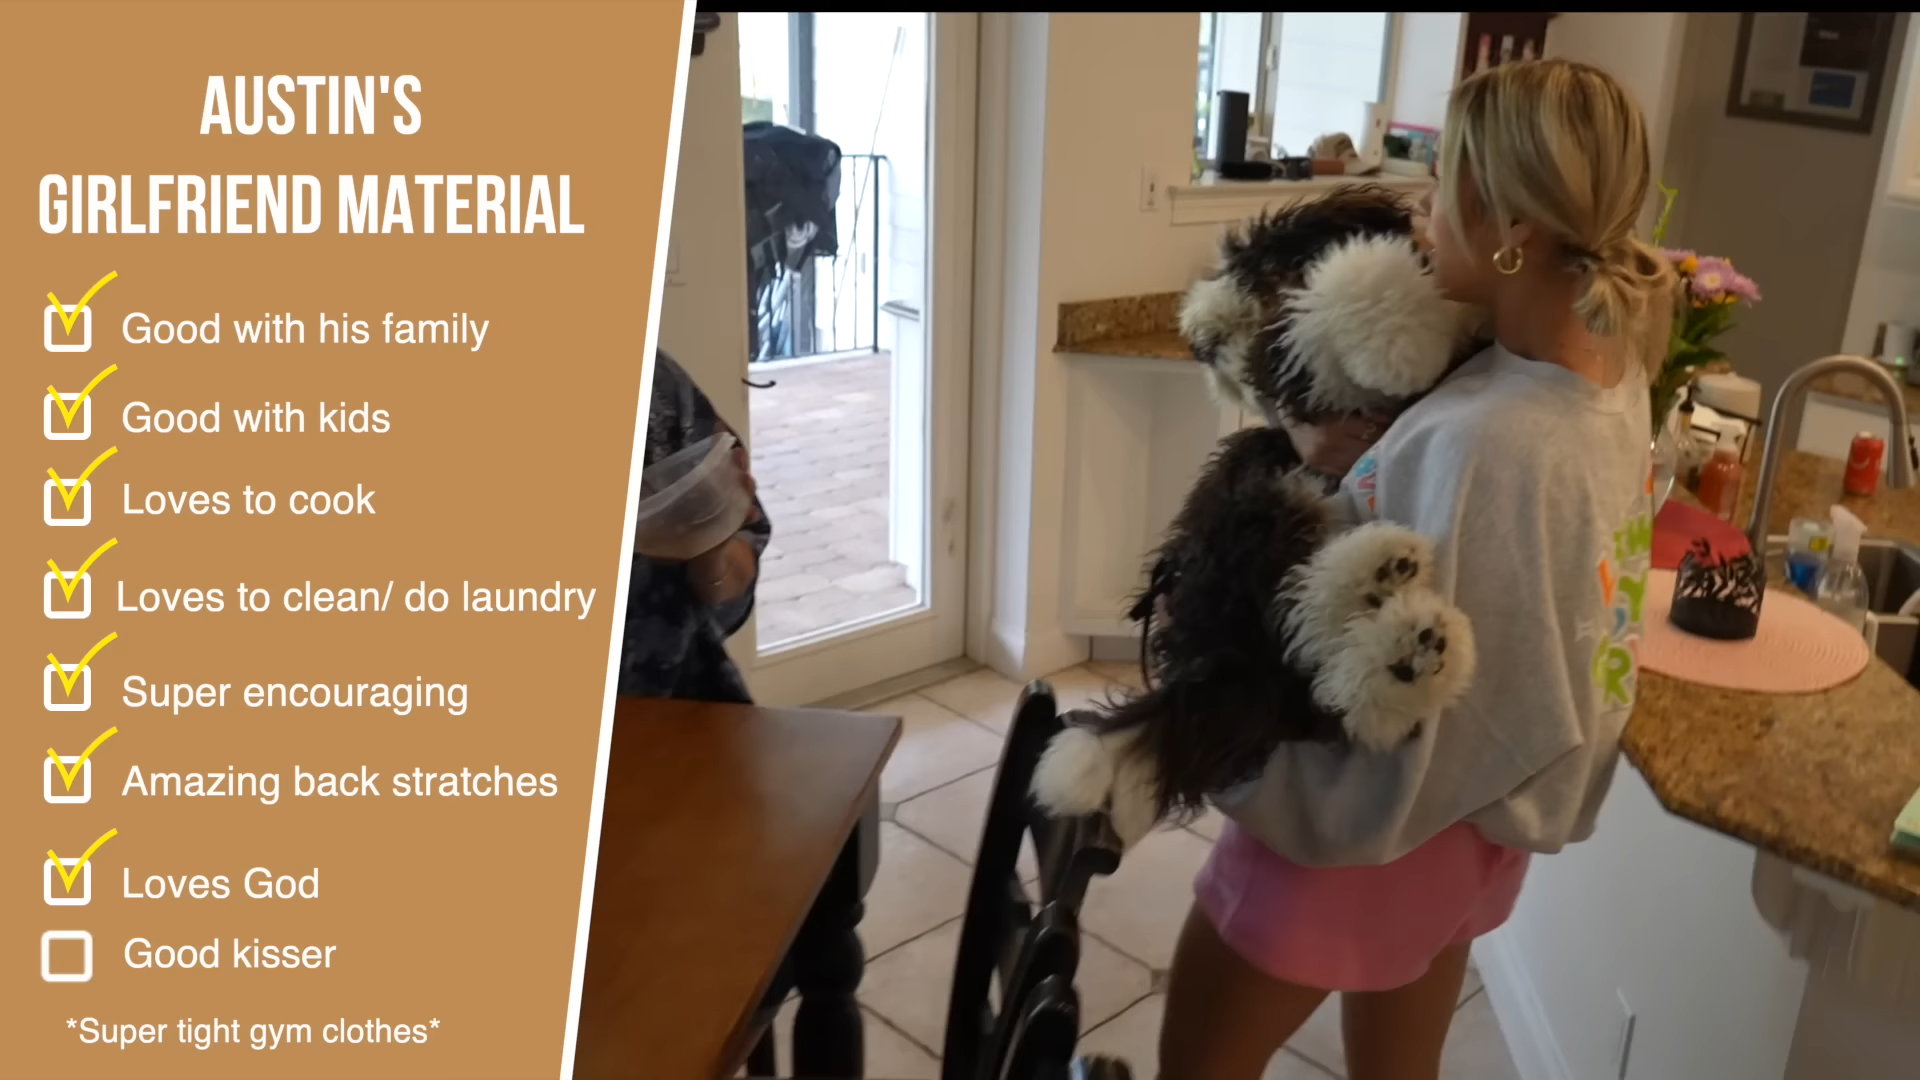 AUSTIN'S
GIRLFRIEND MATERIAL
Good with his family
Good with kids
Loves to cook
Loves to clean/ do laundry
Super encouraging
Amazing back stratches
Loves God
Good kisser
*Super tight gym clothes*